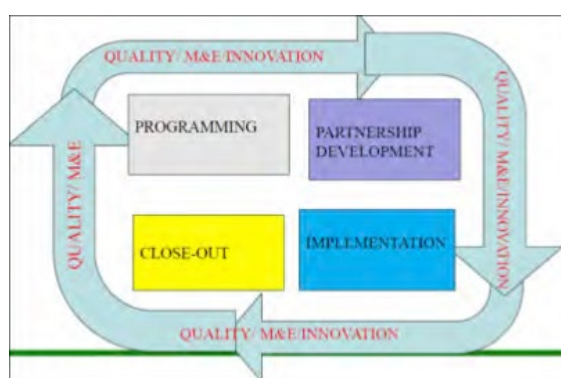 QUALITY/ M&E/INNOVATION
QUALITY/ M&E/INNOVATION
PROGRAMMING
PARTNERSHIP
DEVELOPMENT
QUALITY/ M&E
CLOSE-OUT
IMPLEMENTATION
QUALITY/ M&E/INNOVATION